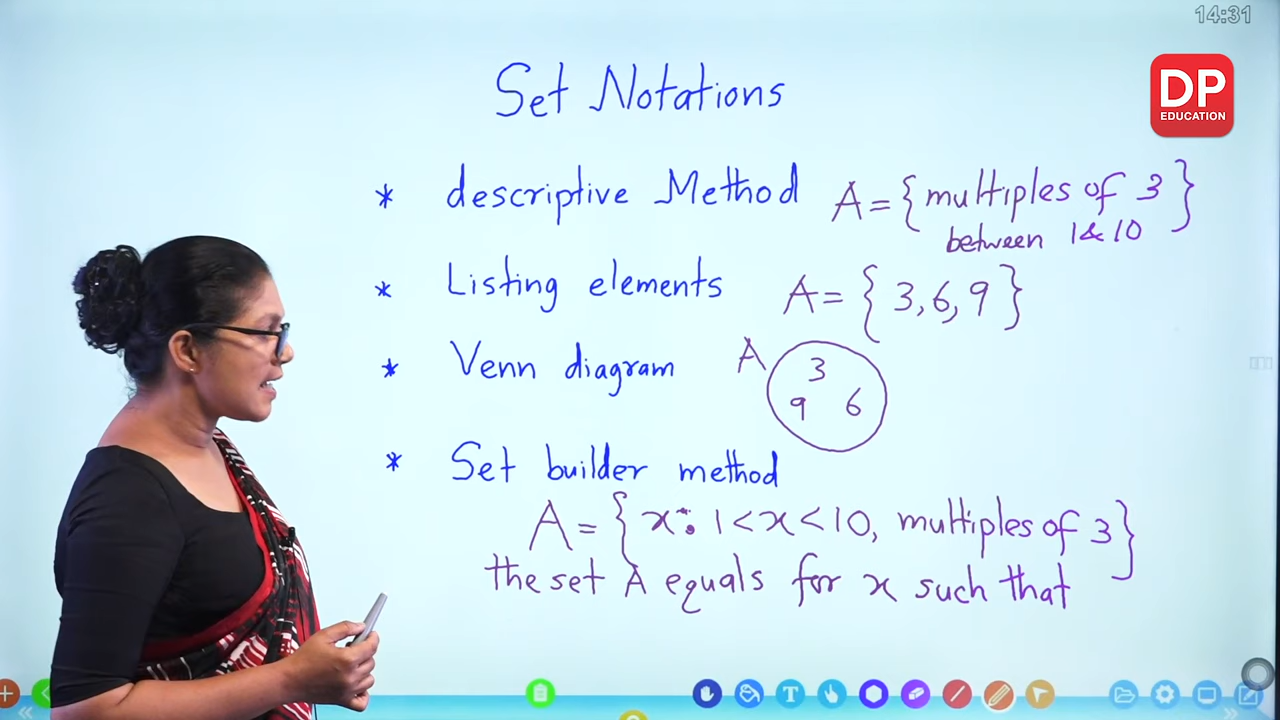 14:31
DP
EDUCATION
Set Notations
* descriptive Method A = { multiples of 3 }
between 1 & 10
* Listing elements A = { 3, 6, 9 }
* Venn diagram A 3
9 6
* Set builder method
A = { x : 1 < x < 10, multiples of 3 }
the set A equals for x such that
T